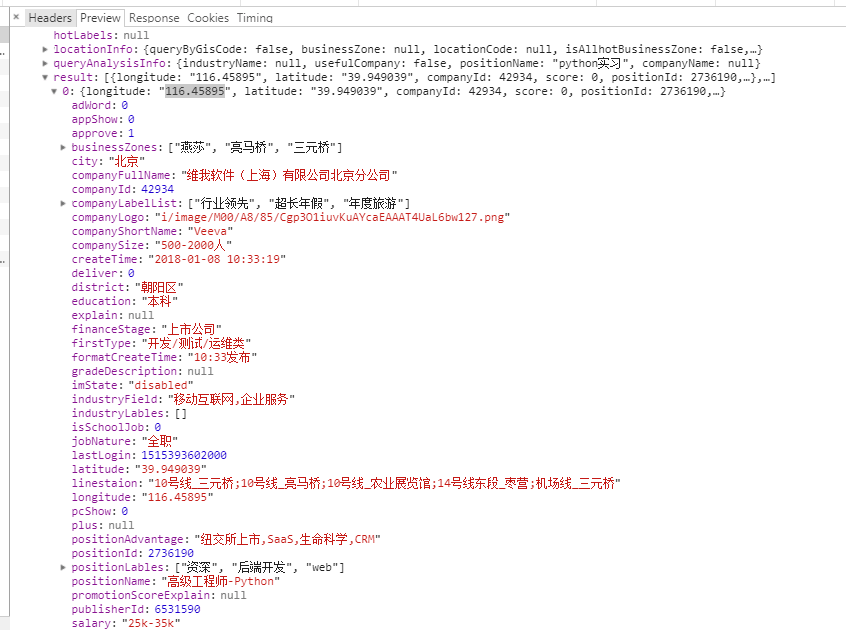 × Headers Preview Response Cookies Timing
hotLabels: null
▶ locationInfo: {queryByGisCode: false, businessZone: null, locationCode: null, isAllhotBusinessZone: false,…}
▶ queryAnalysisInfo: {industryName: null, usefulCompany: false, positionName: "python实习", companyName: null}
▼ result: [{longitude: "116.45895", latitude: "39.949039", companyId: 42934, score: 0, positionId: 2736190,…},…]
▼ 0: {longitude: "116.45895", latitude: "39.949039", companyId: 42934, score: 0, positionId: 2736190,…}
adWord: 0
appShow: 0
approve: 1
▶ businessZones: ["燕莎", "亮马桥", "三元桥"]
city: "北京"
companyFullName: "维我软件（上海）有限公司北京分公司"
companyId: 42934
▶ companyLabelList: ["行业领先", "超长年假", "年度旅游"]
companyLogo: "i/image/M00/A8/85/Cgp3O1iuvKuAYcaEAAAT4UaL6bw127.png"
companyShortName: "Veeva"
companySize: "500-2000人"
createTime: "2018-01-08 10:33:19"
deliver: 0
district: "朝阳区"
education: "本科"
explain: null
financeStage: "上市公司"
firstType: "开发/测试/运维类"
formatCreateTime: "10:33发布"
gradeDescription: null
imState: "disabled"
industryField: "移动互联网,企业服务"
industryLables: []
isSchoolJob: 0
jobNature: "全职"
lastLogin: 1515393602000
latitude: "39.949039"
linestaion: "10号线_三元桥;10号线_亮马桥;10号线_农业展览馆;14号线东段_枣营;机场线_三元桥"
longitude: "116.45895"
pcShow: 0
plus: null
positionAdvantage: "纽交所上市,SaaS,生命科学,CRM"
positionId: 2736190
▶ positionLables: ["资深", "后端开发", "web"]
positionName: "高级工程师-Python"
promotionScoreExplain: null
publisherId: 6531590
salary: "25k-35k"